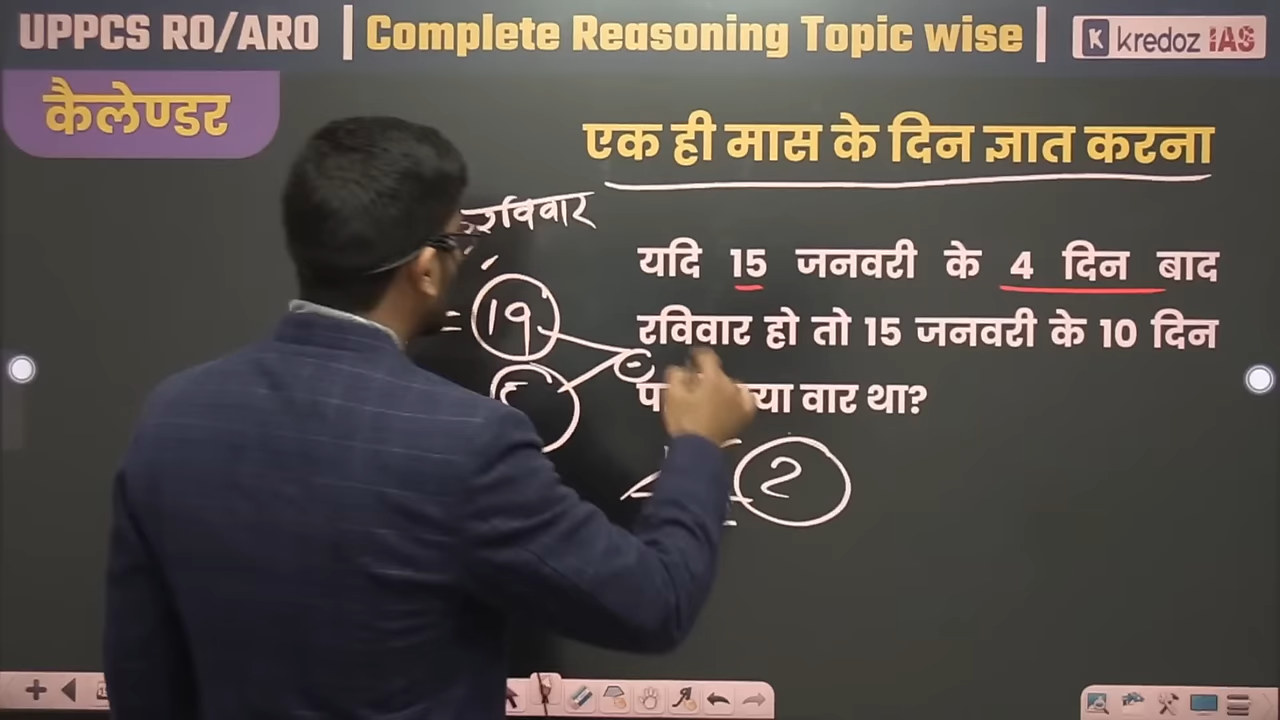 UPPCS RO/ARO | Complete Reasoning Topic wise |
K kredoz IAS
कैलेण्डर
एक ही मास के दिन ज्ञात करना
रविवार
यदि 15 जनवरी के 4 दिन बाद
= 19
रविवार हो तो 15 जनवरी के 10 दिन
वार था?
2